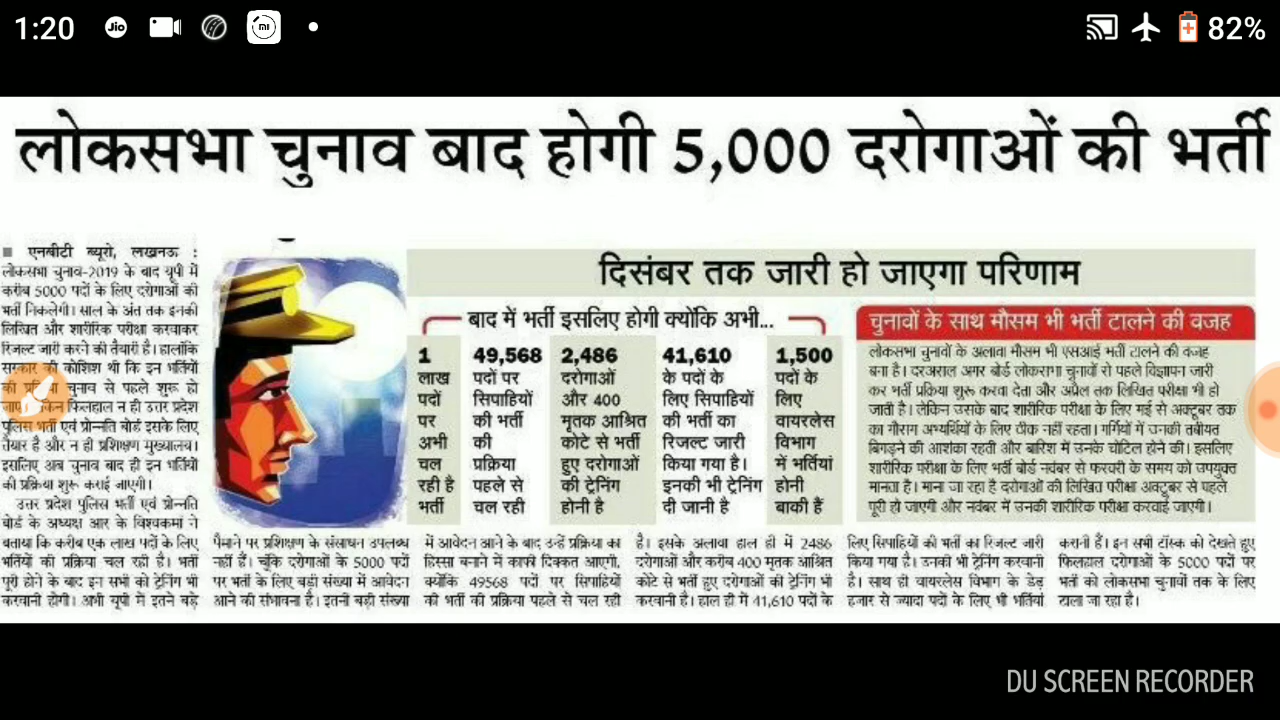 1:20
Jio
mi
82%
लोकसभा चुनाव बाद होगी 5,000 दरोगाओं की भर्ती
एनबीटी ब्यूरो, लखनऊ :
लोकसभा चुनाव-2019 के बाद यूपी में
करीब 5000 पदों के लिए दरोगाओं की
भर्ती निकलेगी। साल के अंत तक इनकी
लिखित और शारीरिक परीक्षा करवाकर
रिजल्ट जारी करने की तैयारी है। हालांकि
सरकार की कोशिश थी कि इन भर्तियों
की चुनाव से पहले शुरू हो
फिलहाल न ही उत्तर प्रदेश
पुलिस भर्ती एवं प्रोन्नति बोर्ड इसके लिए
तैयार है और न ही प्रशिक्षण मुख्यालय।
इसलिए अब चुनाव बाद ही इन भर्तियों
की प्रक्रिया शुरू कराई जाएगी।
उत्तर प्रदेश पुलिस भर्ती एवं प्रोन्नति
बोर्ड के अध्यक्ष आर के विश्वकर्मा ने
बताया कि करीब एक लाख पदों के लिए
भर्तियों की प्रक्रिया चल रही है। भर्ती
पूरी होने के बाद इन सभी की ट्रेनिंग भी
करवानी होगी। अभी यूपी में इतने बड़े
दिसंबर तक जारी हो जाएगा परिणाम
बाद में भर्ती इसलिए होगी क्योंकि अभी...
1
लाख
पदों
पर
अभी
चल
रही है
भर्ती
49,568
पदों पर
सिपाहियों
की भर्ती
की
प्रक्रिया
पहले से
चल रही
2,486
दरोगाओं
और 400
मृतक आश्रित
कोटे से भर्ती
हुए दरोगाओं
की ट्रेनिंग
होनी है
41,610
के पदों के
लिए सिपाहियों
की भर्ती का
रिजल्ट जारी
किया गया है।
इनकी भी ट्रेनिंग
दी जानी है
1,500
पदों के
लिए
वायरलेस
विभाग
में भर्तियां
होनी
बाकी हैं
चुनावों के साथ मौसम भी भर्ती टालने की वजह
लोकसभा चुनावों के अलावा मौसम भी एसआई भर्ती टालने की वजह
बना है। दरअसल अगर बोर्ड लोकसभा चुनावों से पहले विज्ञापन जारी
कर भर्ती प्रक्रिया शुरू करवा देता और अप्रैल तक लिखित परीक्षा भी हो
जाती है। लेकिन उसके बाद शारीरिक परीक्षा के लिए मई से अक्टूबर तक
का मौसम अभ्यर्थियों के लिए ठीक नहीं रहता। गर्मियों में उनकी तबीयत
बिगड़ने की आशंका रहती और बारिश में उनके चोटिल होने की। इसलिए
शारीरिक परीक्षा के लिए भर्ती बोर्ड नवंबर से फरवरी के समय को उपयुक्त
मानता है। माना जा रहा है दरोगाओं की लिखित परीक्षा अक्टूबर से पहले
पूरी हो जाएगी और नवंबर में उनकी शारीरिक परीक्षा करवाई जाएगी।
पैमाने पर प्रशिक्षण के संसाधन उपलब्ध
नहीं हैं। चूंकि दरोगाओं के 5000 पदों
पर भर्ती के लिए बड़ी संख्या में आवेदन
आने की संभावना है। इतनी बड़ी संख्या
में आवेदन आने के बाद उन्हें प्रक्रिया का
हिस्सा बनाने में काफी दिक्कत आएगी,
क्योंकि 49568 पदों पर सिपाहियों
की भर्ती की प्रक्रिया पहले से चल रही
है। इसके अलावा हाल ही में 2486
दरोगाओं और करीब 400 मृतक आश्रित
कोटे से भर्ती हुए दरोगाओं की ट्रेनिंग भी
करवानी है। हाल ही में 41,610 पदों के
लिए सिपाहियों की भर्ती का रिजल्ट जारी
किया गया है। उनकी भी ट्रेनिंग करवानी
है। साथ ही वायरलेस विभाग के डेढ़
हजार से ज्यादा पदों के लिए भी भर्तियां
करानी हैं। इन सभी टॉस्क को देखते हुए
फिलहाल दरोगाओं के 5000 पदों पर
भर्ती को लोकसभा चुनावों तक के लिए
टाला जा रहा है।
DU SCREEN RECORDER